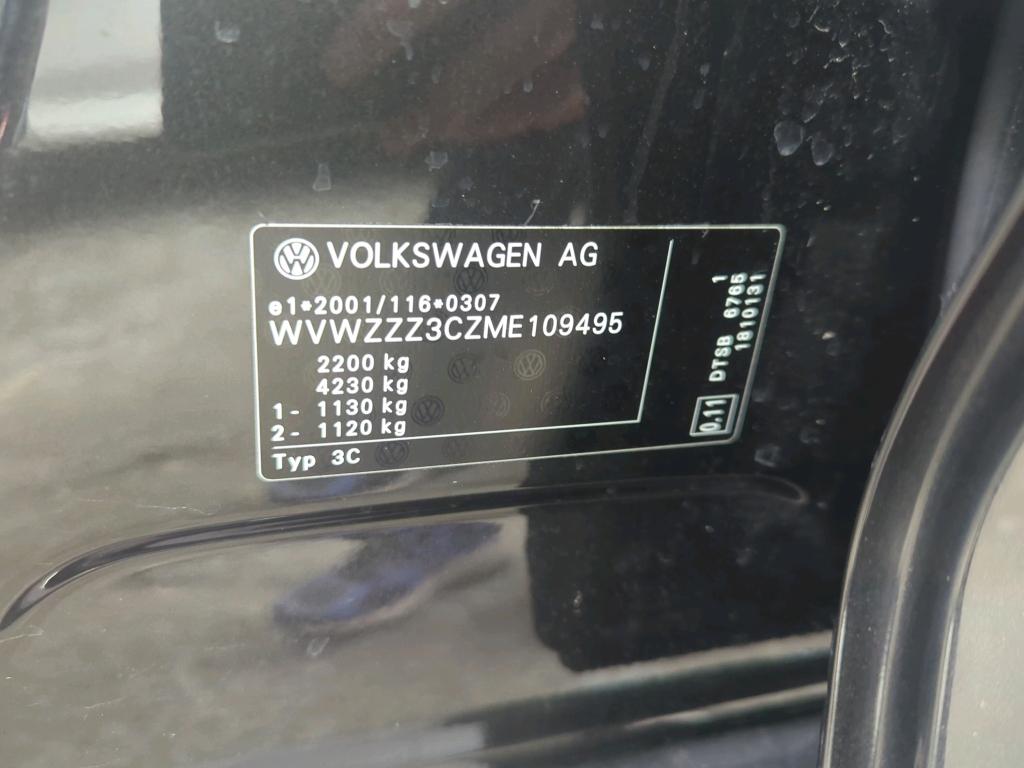 VOLKSWAGEN AG
e1*2001/116*0307
WVWZZZ3CZME109495
2200 kg
4230 kg
1- 1130 kg
2- 1120 kg
Typ 3C
0.11
DTSB 6765 1
1810131